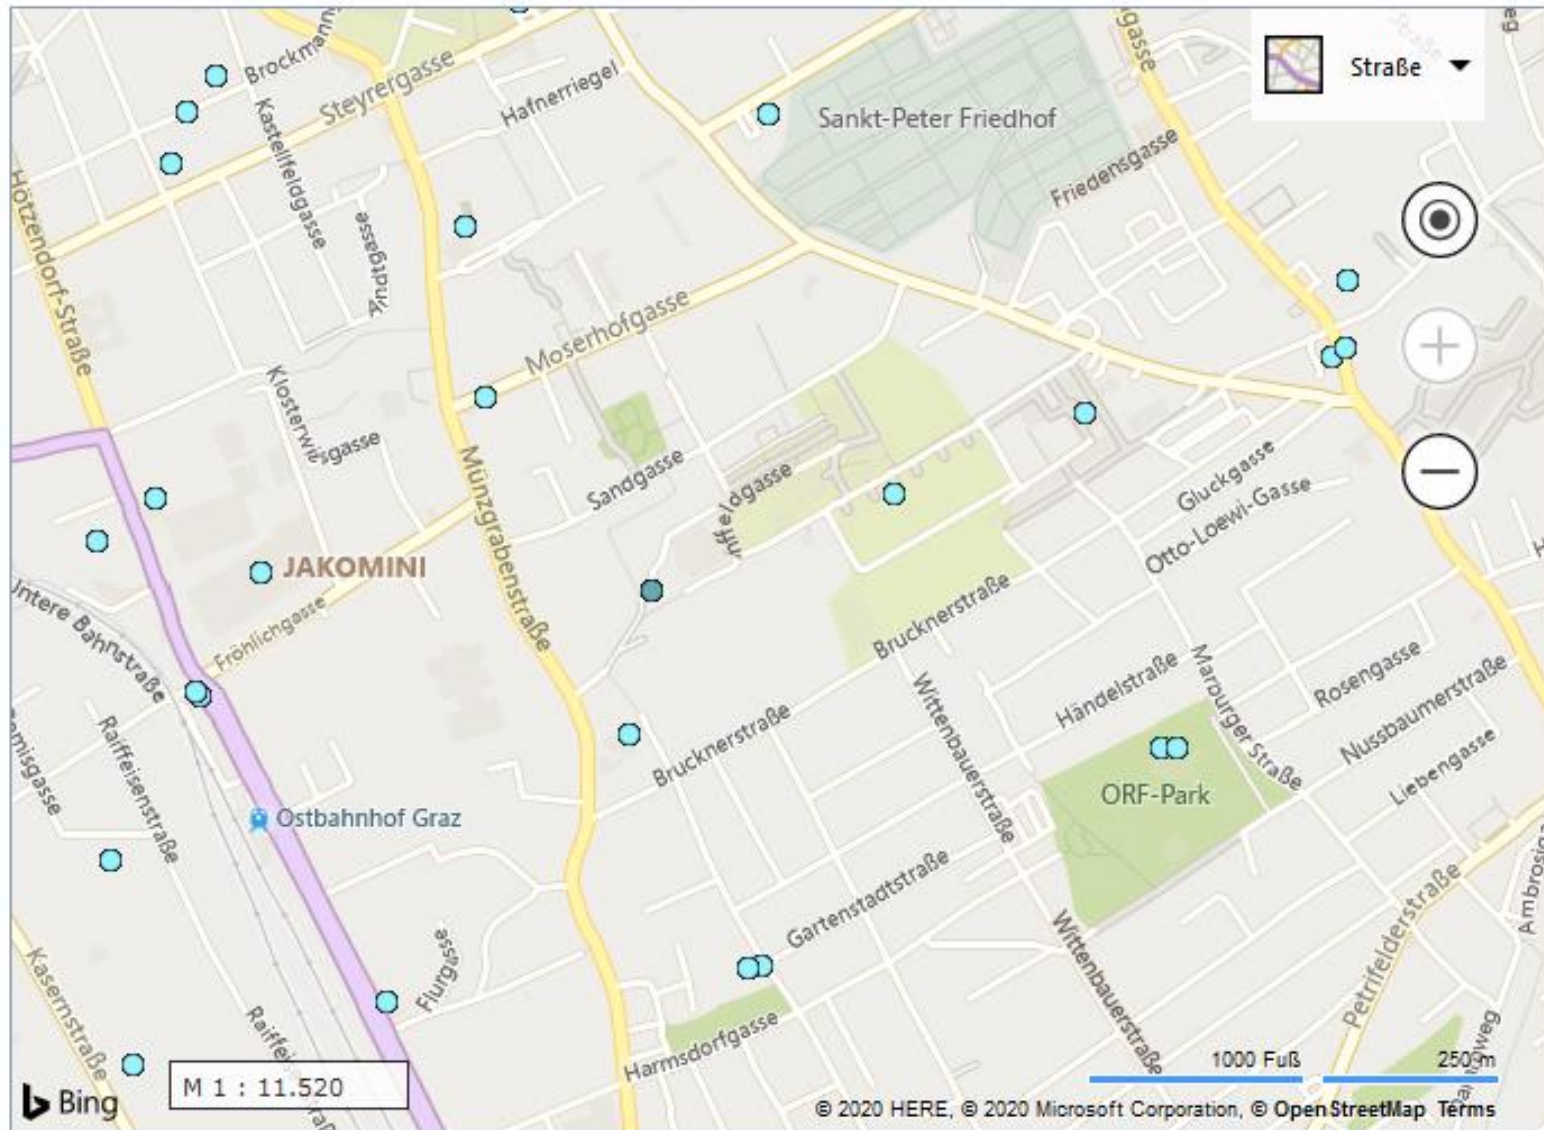 Brockmann
Steyrergasse
Hafnerriegel
Kastellfeldgasse
Sankt-Peter Friedhof
Straße
Straße
gasse
Friedensgasse
Hötzendorf-Straße
Moserhofgasse
Klosterwiesgasse
Münzgrabenstraße
Sandgasse
Inffeldgasse
Gluckgasse
Otto-Loewi-Gasse
JAKOMINI
Fröhlichgasse
Untere Bahnstraße
Brucknerstraße
Brucknerstraße
Wittenbauerstraße
Händelstraße
Marburger Straße
Rosengasse
Nussbaumerstraße
Liebengasse
Raiffeisenstraße
Ostbahnhof Graz
ORF-Park
Gartenstadtstraße
Wittenbauerstraße
Petrifelderstraße
Flurgasse
Kasernstraße
Harmsdorfgasse
1000 Fuß
250 m
M 1 : 11.520
Bing
© 2020 HERE, © 2020 Microsoft Corporation, © OpenStreetMap Terms